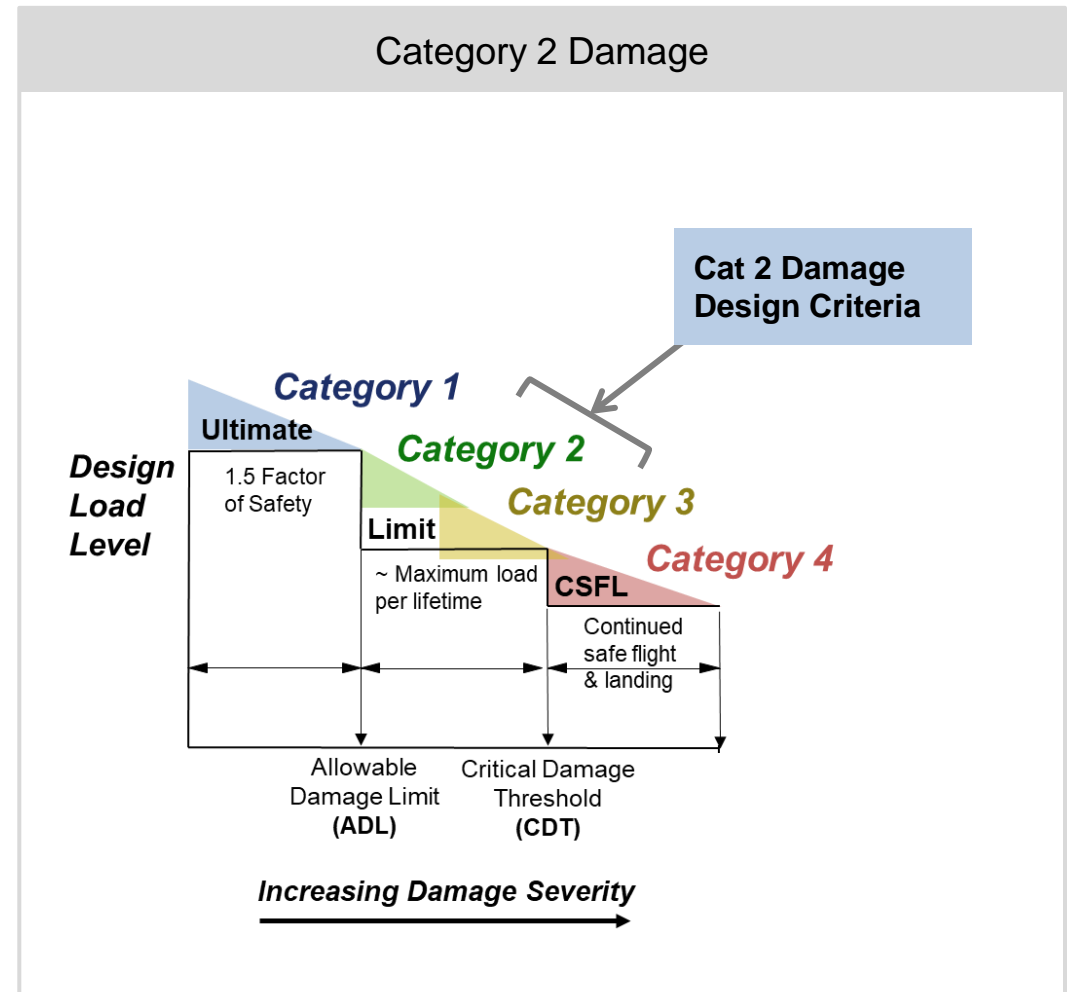 Category 2 Damage
Cat 2 Damage
Design Criteria
Category 1
Ultimate
Category 2
Design
Load
Level
1.5 Factor
of Safety
Category 3
Limit
Category 4
~ Maximum load
per lifetime
CSFL
Continued
safe flight
& landing
Allowable
Damage Limit
(ADL)
Critical Damage
Threshold
(CDT)
Increasing Damage Severity